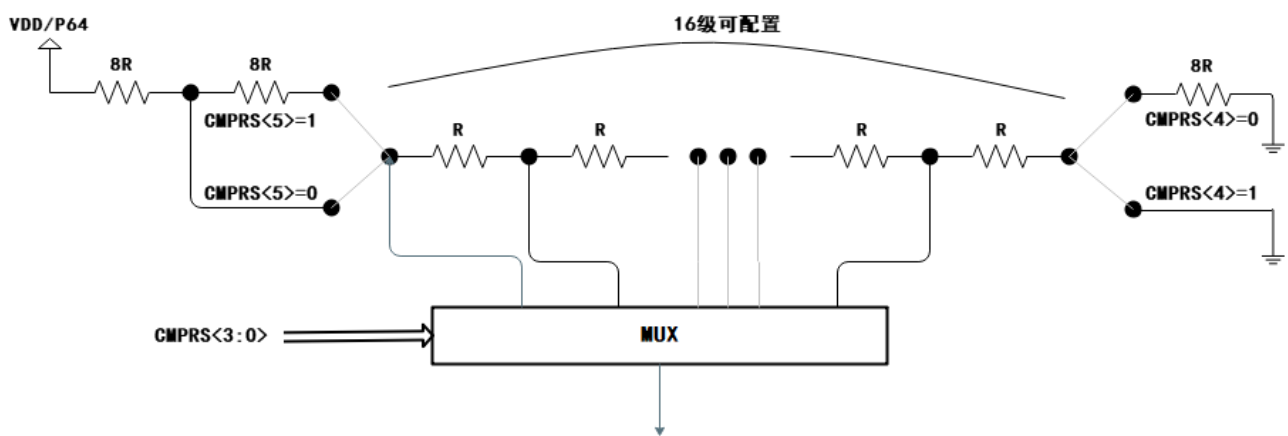 VDD/P64
16级可配置
8R
8R
8R
CMPRS<5>=1
CMPRS<4>=0
R
R
R
R
CMPRS<5>=0
CMPRS<4>=1
CMPRS<3:0>
MUX